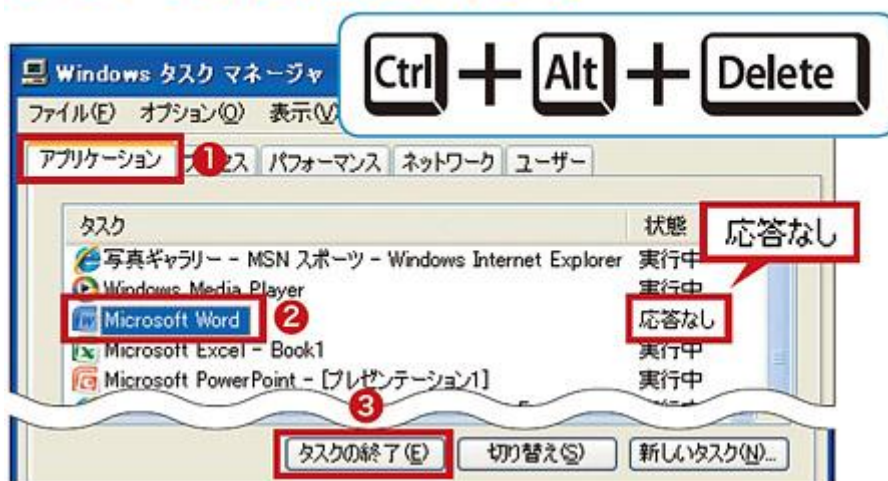 Ctrl + Alt + Delete
Windows タスク マネージャ
ファイル(F) オプション(O) 表示(V)
アプリケーション ❶ セス パフォーマンス ネットワーク ユーザー
タスク 状態
応答なし
写真ギャラリー - MSN スポーツ - Windows Internet Explorer 実行中
Windows Media Player 実行中
Microsoft Word ❷ 応答なし
Microsoft Excel - Book1 実行中
Microsoft PowerPoint - [プレゼンテーション1] 実行中
❸
タスクの終了(E) 切り替え(S) 新しいタスク(N)...